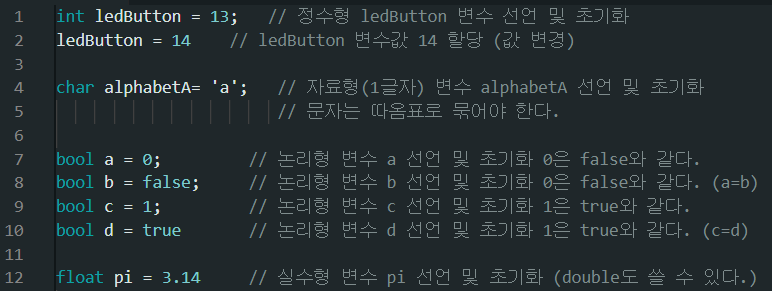 1 int ledButton = 13; // 정수형 ledButton 변수 선언 및 초기화
2 ledButton = 14 // ledButton 변수값 14 할당 (값 변경)
3
4 char alphabetA= 'a'; // 자료형(1글자) 변수 alphabetA 선언 및 초기화
5 // 문자는 따옴표로 묶어야 한다.
6
7 bool a = 0; // 논리형 변수 a 선언 및 초기화 0은 false와 같다.
8 bool b = false; // 논리형 변수 b 선언 및 초기화 0은 false와 같다. (a=b)
9 bool c = 1; // 논리형 변수 c 선언 및 초기화 1은 true와 같다.
10 bool d = true // 논리형 변수 d 선언 및 초기화 1은 true와 같다. (c=d)
11
12 float pi = 3.14 // 실수형 변수 pi 선언 및 초기화 (double도 쓸 수 있다.)